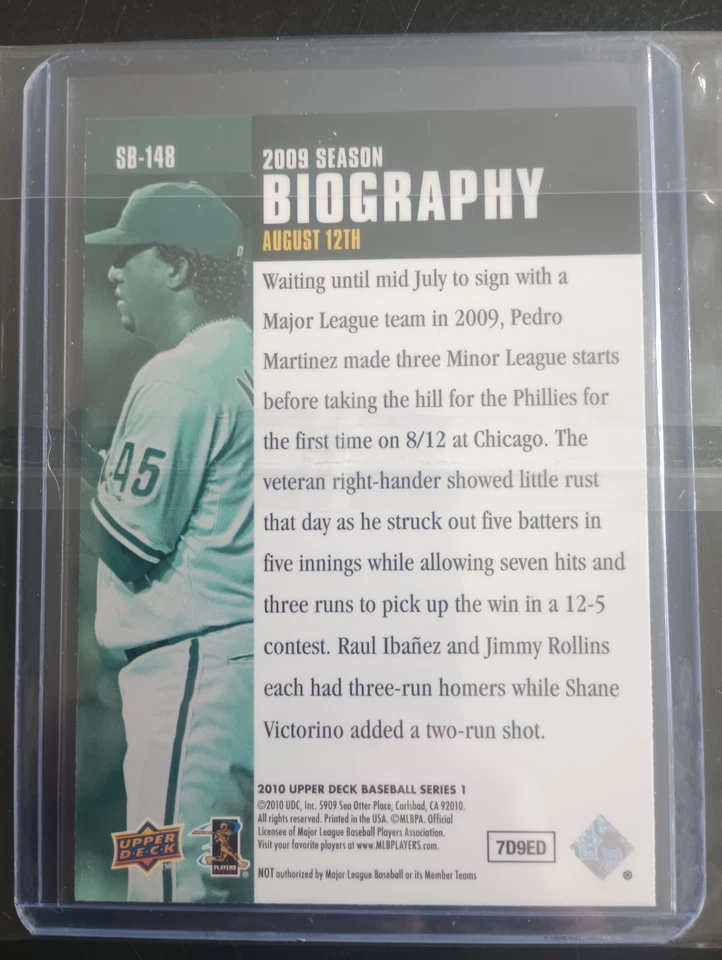 SB-148
2009 SEASON
BIOGRAPHY
AUGUST 12TH
Waiting until mid July to sign with a
Major League team in 2009, Pedro
Martinez made three Minor League starts
before taking the hill for the Phillies for
the first time on 8/12 at Chicago. The
veteran right-hander showed little rust
that day as he struck out five batters in
five innings while allowing seven hits and
three runs to pick up the win in a 12-5
contest. Raul Ibañez and Jimmy Rollins
each had three-run homers while Shane
Victorino added a two-run shot.
45
2010 UPPER DECK BASEBALL SERIES 1
©2010 UDC, Inc. 5909 Sea Otter Place, Carlsbad, CA 92010.
All rights reserved. Printed in the USA. ©MLBPA. Official
Licensee of Major League Baseball Players Association.
Visit your favorite players at www.MLBPLAYERS.com.
NOT authorized by Major League Baseball or its Member Teams
7D9ED
®
UPPER
D·E·C·K
TM
PLAYERS